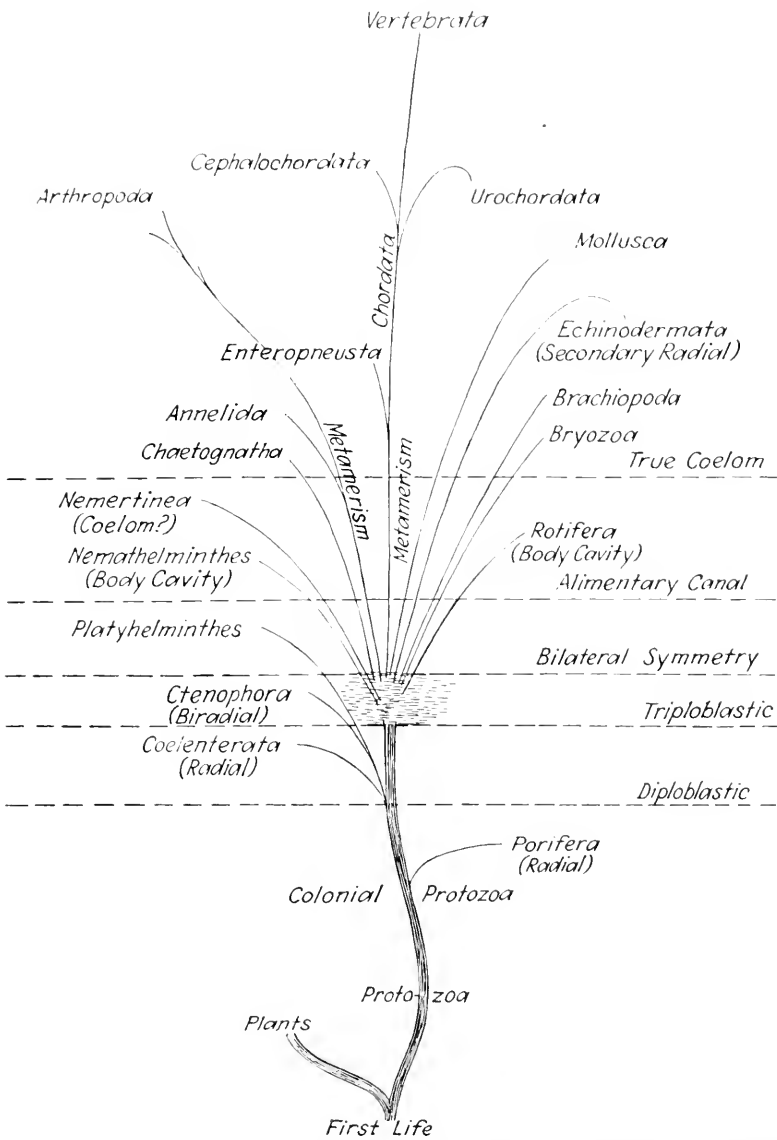 Vertebrata
Cephalochordata
Arthropoda
Urochordata
Mollusca
Chordata
Echinodermata
(Secondary Radial)
Enteropneusta
Brachiopoda
Annelida
Bryozoa
Chaetognatha
Metamerism
Metamerism
True Coelom
Nemertinea
(Coelom?)
Rotifera
(Body Cavity)
Nemathelminthes
(Body Cavity)
Alimentary Canal
Platyhelminthes
Bilateral Symmetry
Ctenophora
(Biradial)
Triploblastic
Coelenterata
(Radial)
Diploblastic
Porifera
(Radial)
Colonial Protozoa
Proto-zoa
Plants
First Life